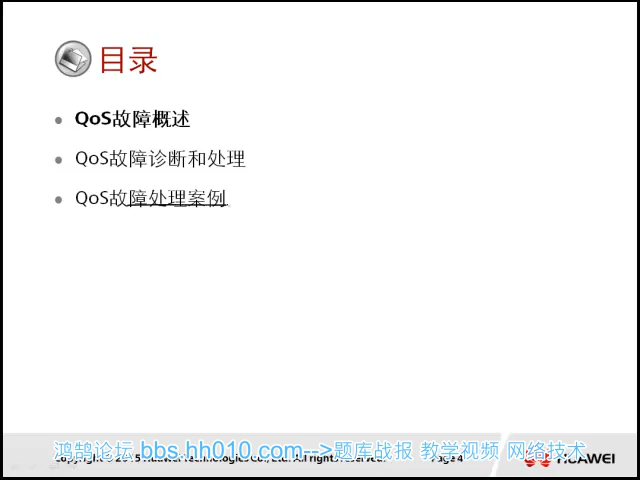 目录
QoS故障概述
QoS故障诊断和处理
QoS故障处理案例
鸿鹄论坛 bbs.hh010.com-->题库战报 教学视频 网络技术
Page 4
HUAWEI